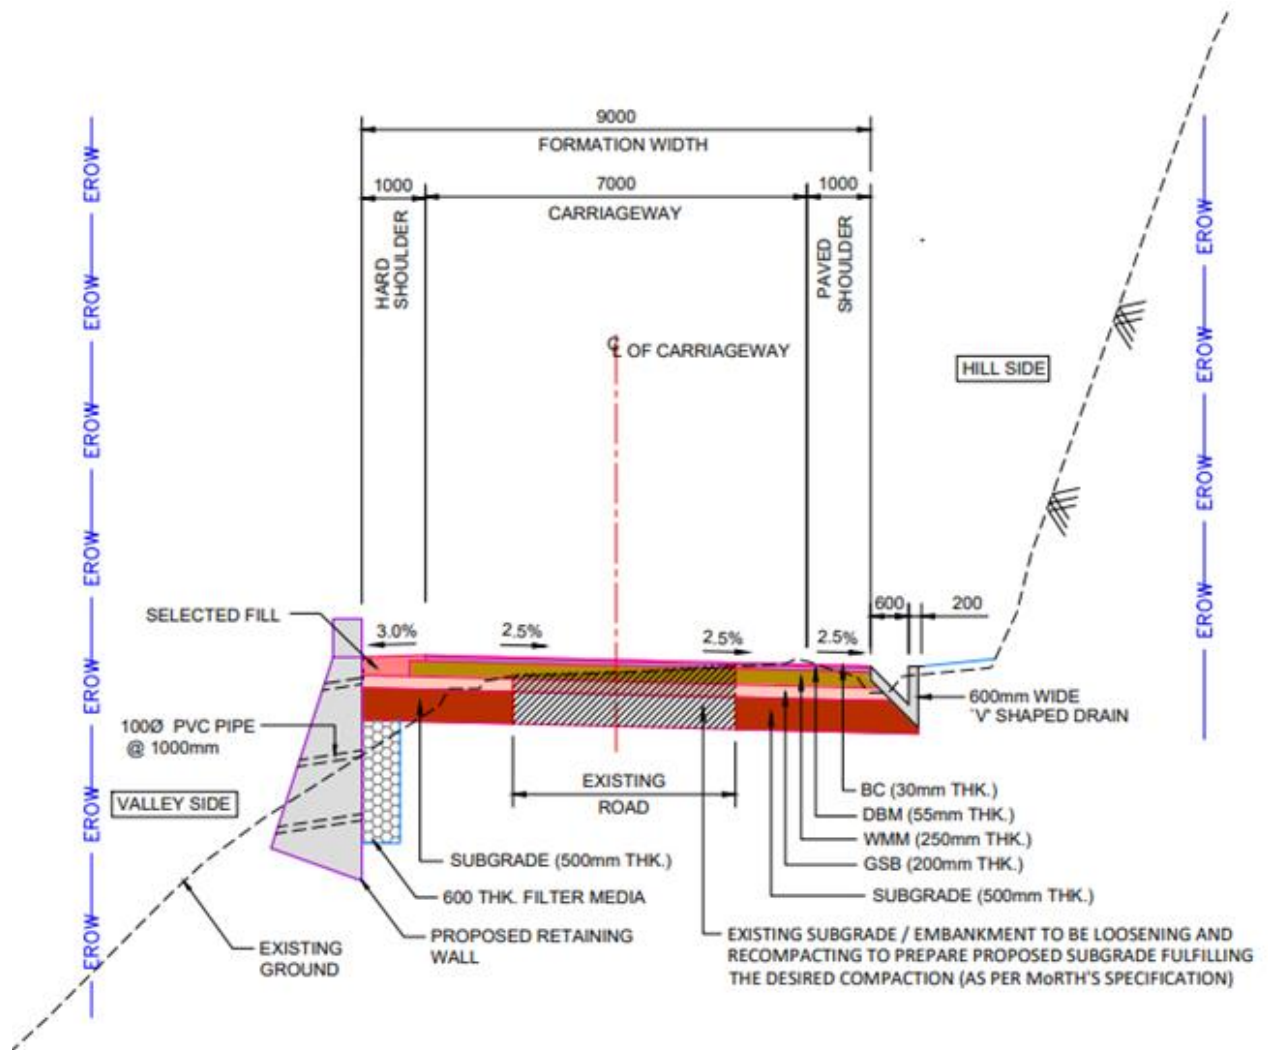 9000
FORMATION WIDTH
1000
7000
1000
CARRIAGEWAY
HARD
SHOULDER
PAVED
SHOULDER
℄ OF CARRIAGEWAY
HILL SIDE
EROW
EROW
EROW
EROW
EROW
EROW
EROW
EROW
EROW
EROW
EROW
EROW
SELECTED FILL
3.0%
2.5%
2.5%
2.5%
600
200
100Ø PVC PIPE
@ 1000mm
600mm WIDE
'V' SHAPED DRAIN
VALLEY SIDE
EXISTING
ROAD
BC (30mm THK.)
DBM (55mm THK.)
WMM (250mm THK.)
GSB (200mm THK.)
SUBGRADE (500mm THK.)
SUBGRADE (500mm THK.)
600 THK. FILTER MEDIA
PROPOSED RETAINING
WALL
EXISTING
GROUND
EXISTING SUBGRADE / EMBANKMENT TO BE LOOSENING AND
RECOMPACTING TO PREPARE PROPOSED SUBGRADE FULFILLING
THE DESIRED COMPACTION (AS PER MoRTH'S SPECIFICATION)